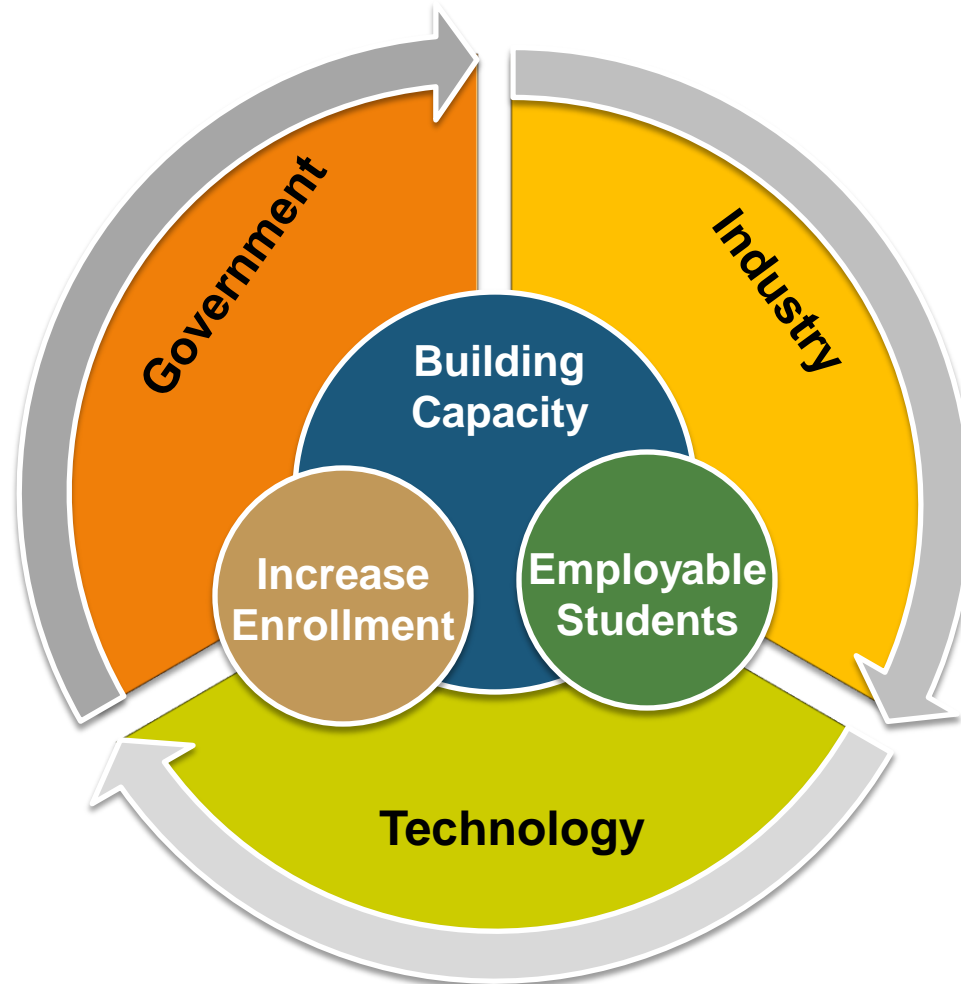 Government
Industry
Building
Capacity
Increase
Enrollment
Employable
Students
Technology